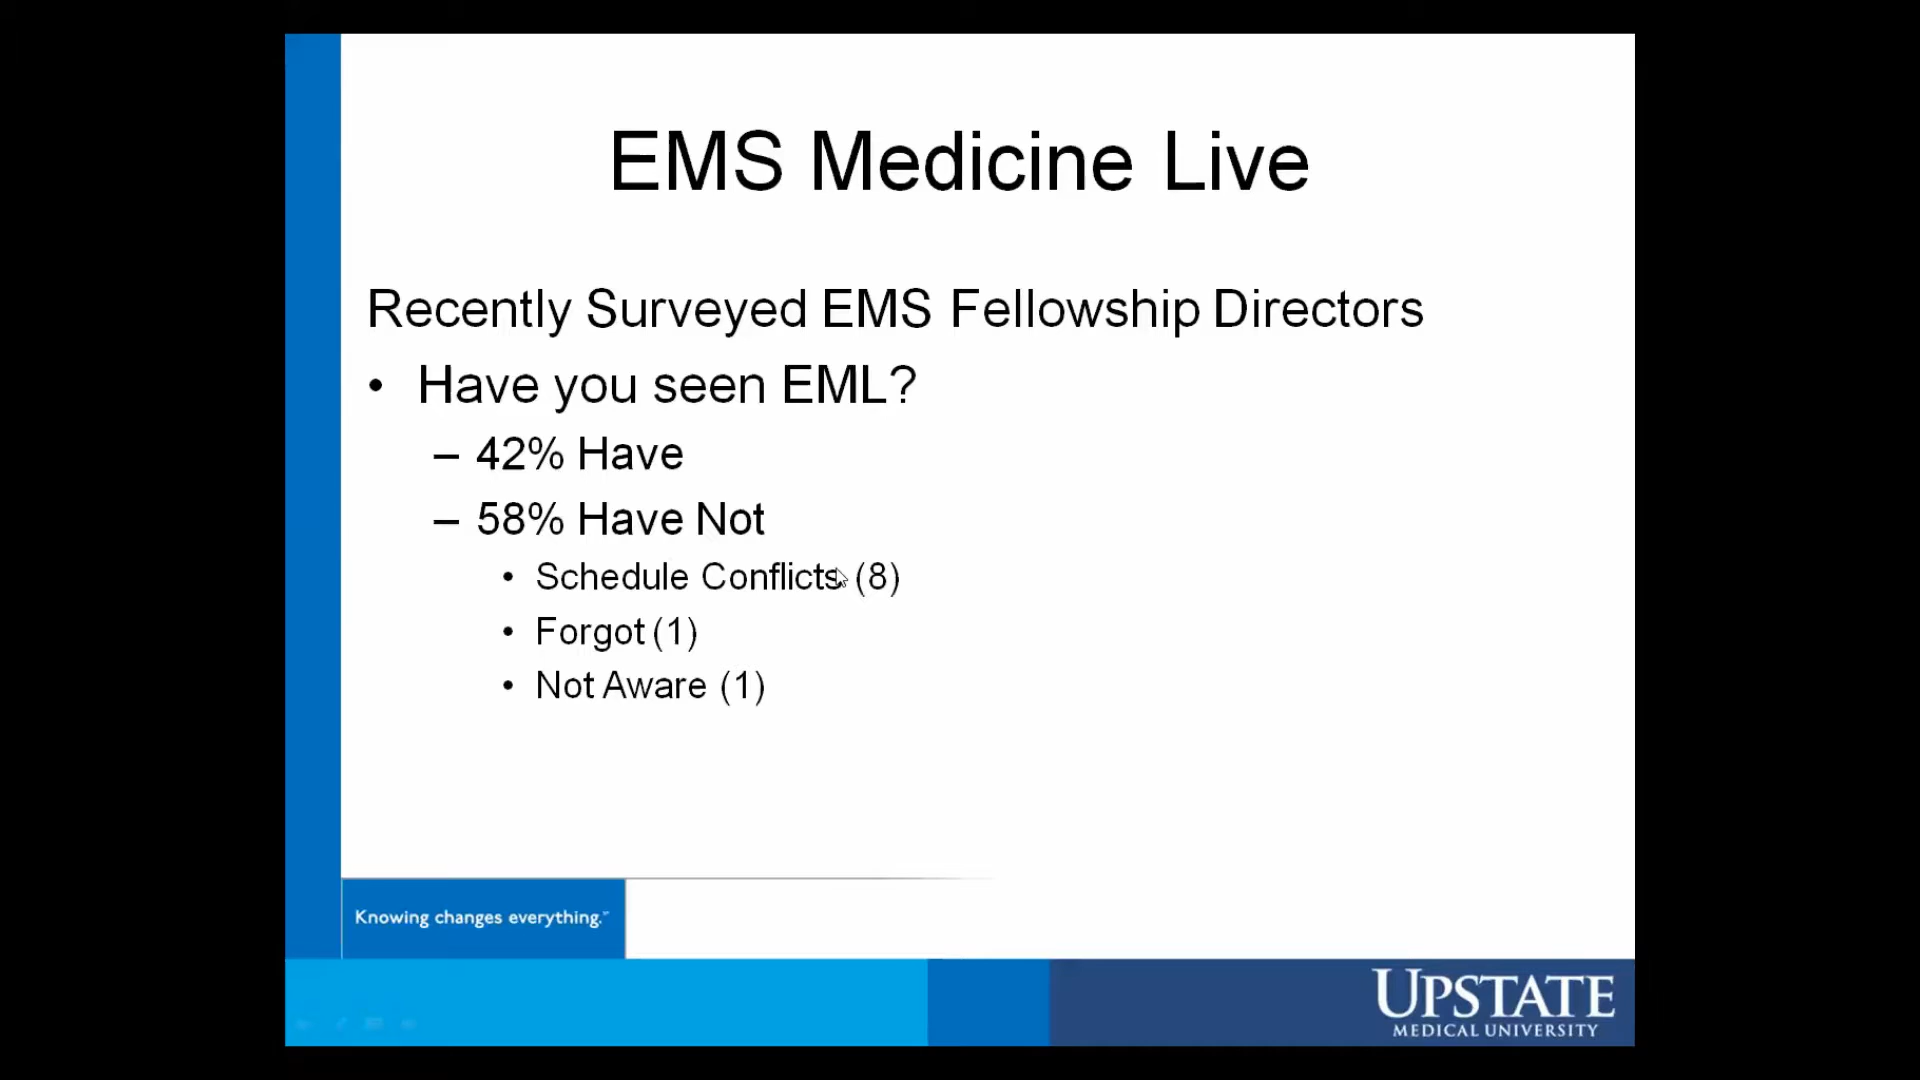 EMS Medicine Live
Recently Surveyed EMS Fellowship Directors
• Have you seen EML?
– 42% Have
– 58% Have Not
• Schedule Conflicts (8)
• Forgot (1)
• Not Aware (1)
Knowing changes everything.℠
UPSTATE
MEDICAL UNIVERSITY